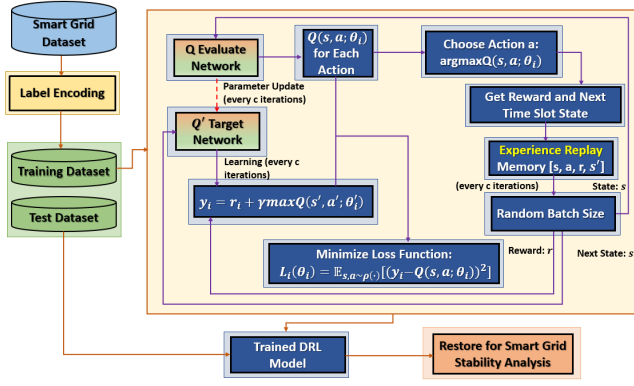 Smart Grid
Dataset
Label Encoding
Training Dataset
Test Dataset
Q Evaluate
Network
Q(s, a; θᵢ)
for Each
Action
Choose Action a:
argmaxQ(s, a; θᵢ)
Parameter Update
(every c iterations)
Get Reward and Next
Time Slot State
Q′ Target
Network
Learning (every c
iterations)
Experience Replay
Memory [s, a, r, s′]
(every c iterations)
State: s
yᵢ = rᵢ + γmaxQ(s′, a′; θ′ᵢ)
Random Batch Size
Reward: r
Next State: s
Minimize Loss Function:
Lᵢ(θᵢ) = 𝔼ₛ,ₐ~ρ(·)[(yᵢ−Q(s, a; θᵢ))²]
Trained DRL
Model
Restore for Smart Grid
Stability Analysis